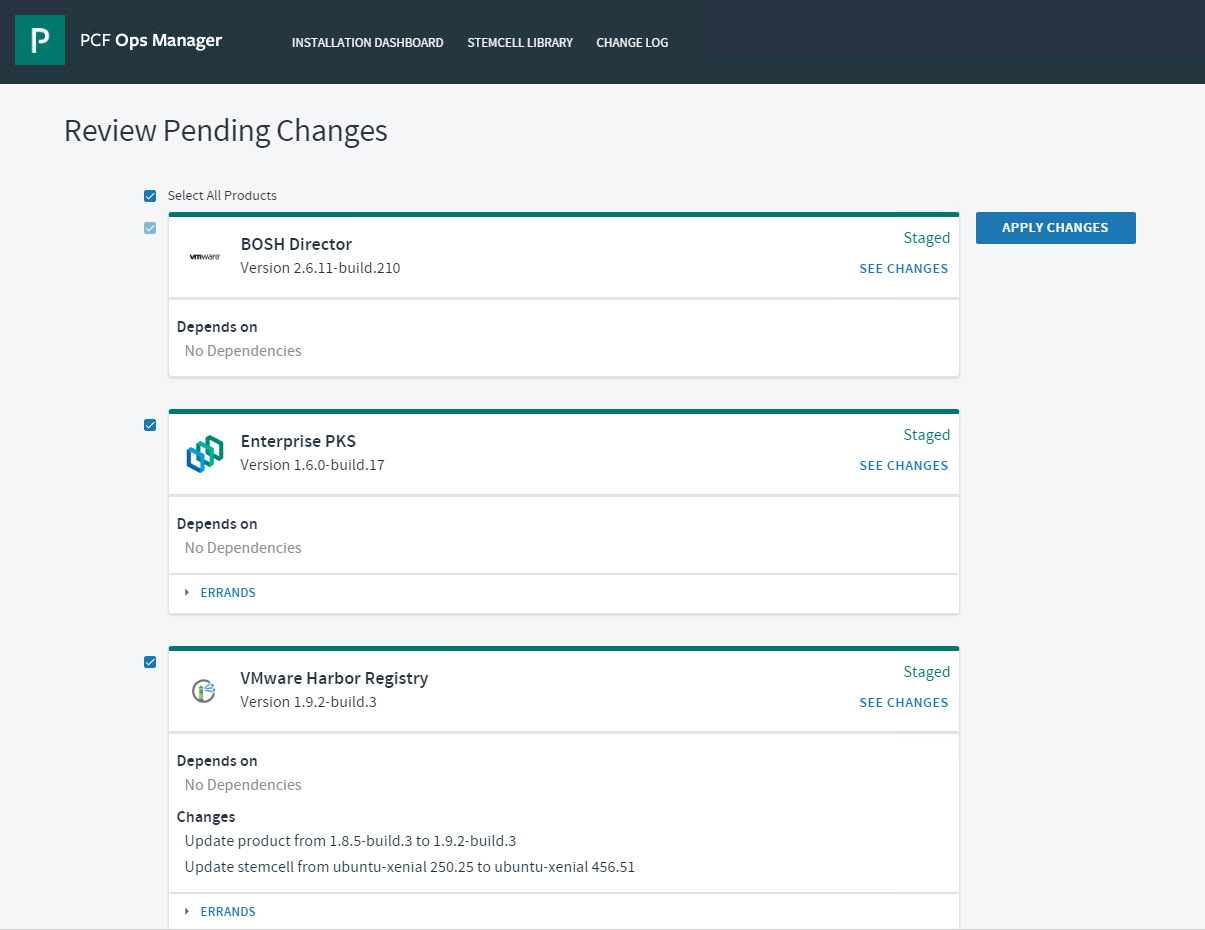 P
PCF Ops Manager
INSTALLATION DASHBOARD
STEMCELL LIBRARY
CHANGE LOG
Review Pending Changes
Select All Products
vmware
BOSH Director
Version 2.6.11-build.210
Staged
SEE CHANGES
APPLY CHANGES
Depends on
No Dependencies
Enterprise PKS
Version 1.6.0-build.17
Staged
SEE CHANGES
Depends on
No Dependencies
ERRANDS
VMware Harbor Registry
Version 1.9.2-build.3
Staged
SEE CHANGES
Depends on
No Dependencies
Changes
Update product from 1.8.5-build.3 to 1.9.2-build.3
Update stemcell from ubuntu-xenial 250.25 to ubuntu-xenial 456.51
ERRANDS